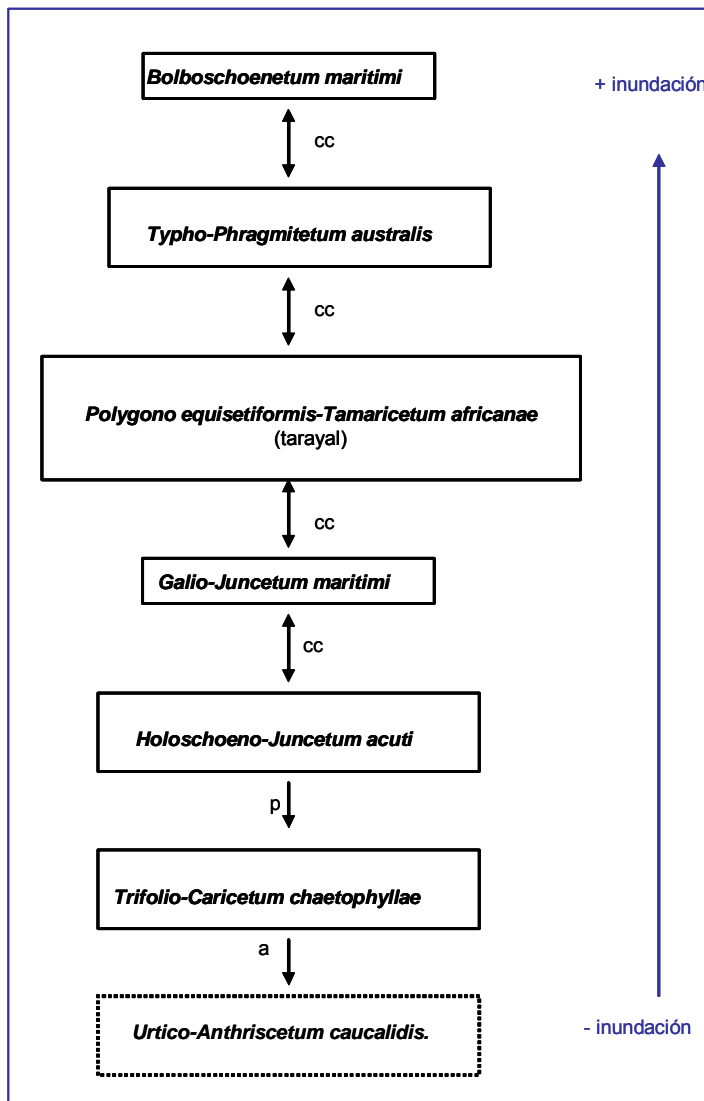 Bolboschoenetum maritimi
+ inundación
cc
Typho-Phragmitetum australis
cc
Polygono equisetiformis-Tamaricetum africanae
(tarayal)
cc
Galio-Juncetum maritimi
cc
Holoschoeno-Juncetum acuti
p
Trifolio-Caricetum chaetophyllae
a
Urtico-Anthriscetum caucalidis.
- inundación